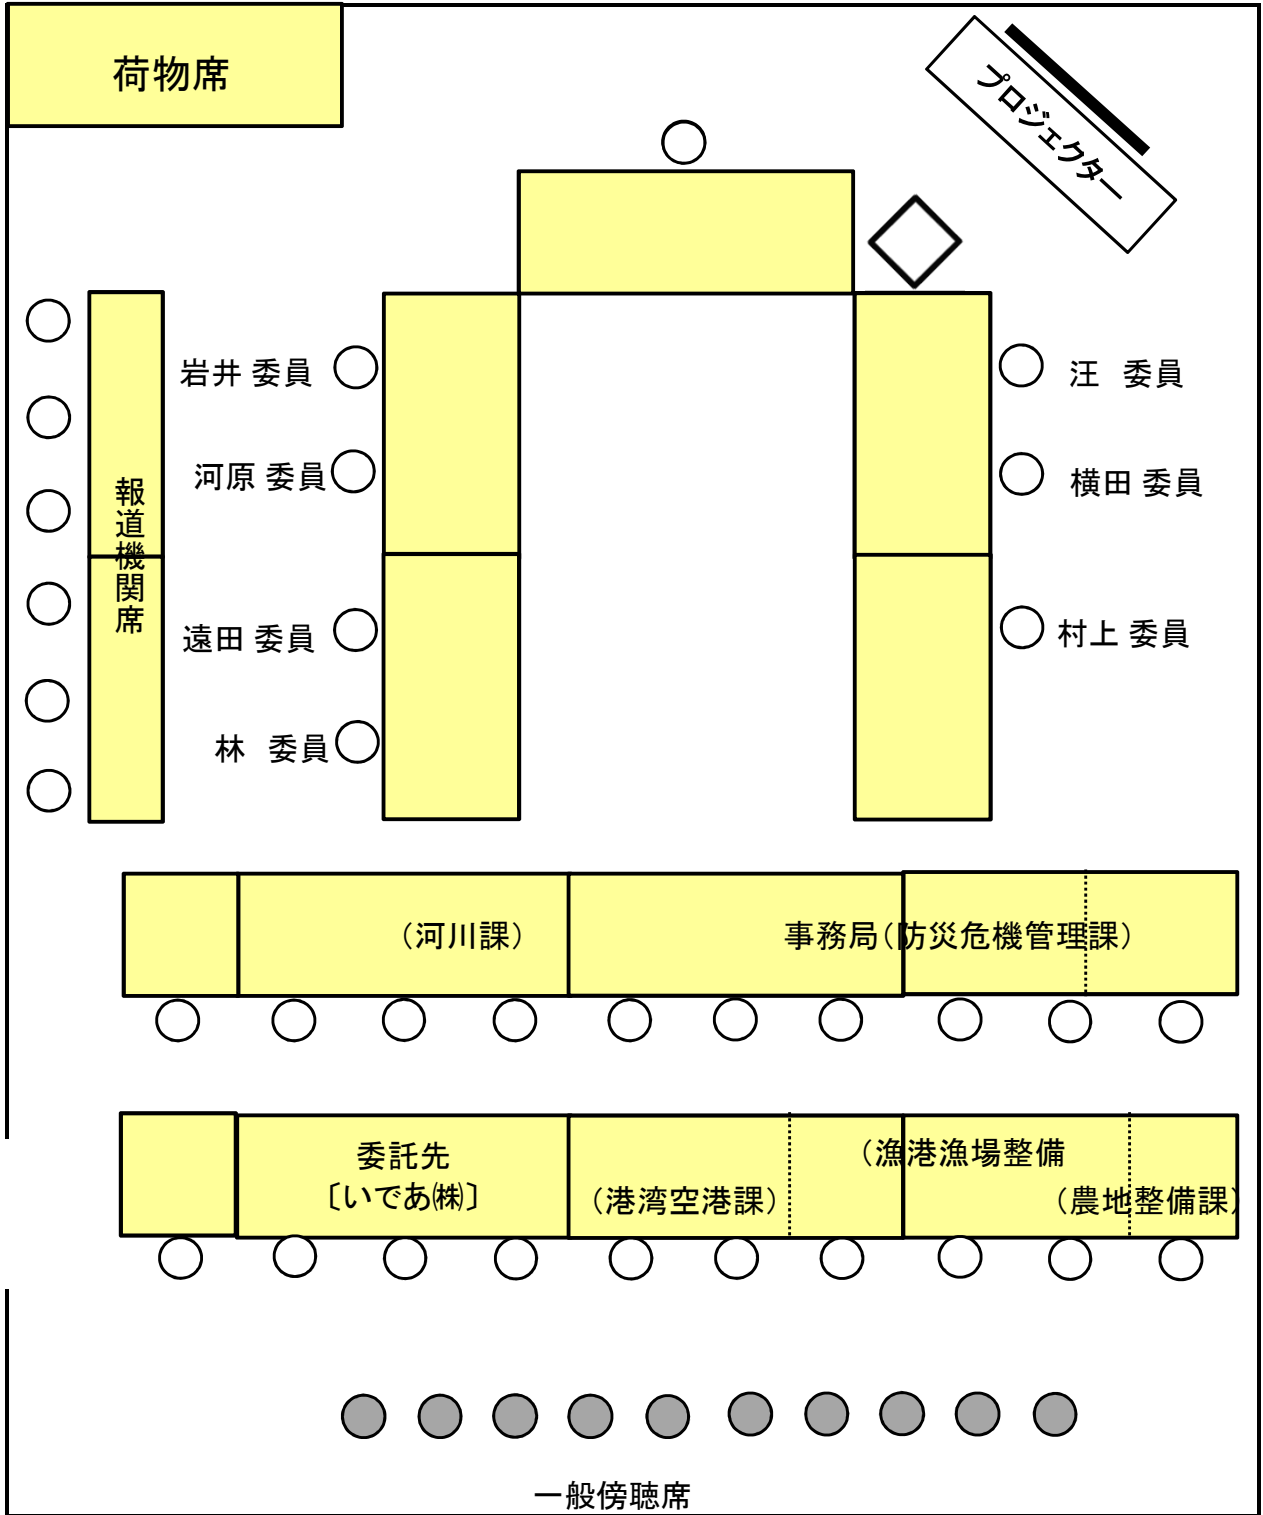 荷物席
プロジェクター
岩井 委員
汪 委員
河原 委員
横田 委員
報道機関席
遠田 委員
村上 委員
林 委員
（河川課）
事務局（防災危機管理課）
委託先
〔いであ㈱〕
（港湾空港課）
（漁港漁場整備
（農地整備課）
一般傍聴席